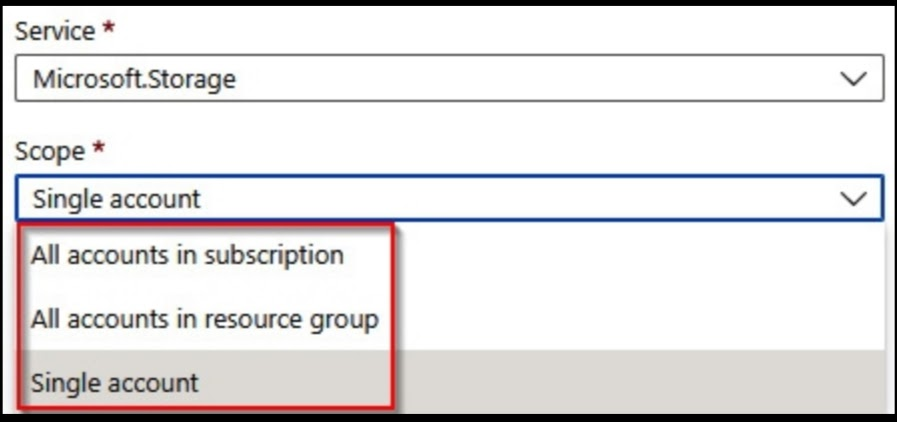 Service *
Microsoft.Storage
Scope *
Single account
All accounts in subscription
All accounts in resource group
Single account